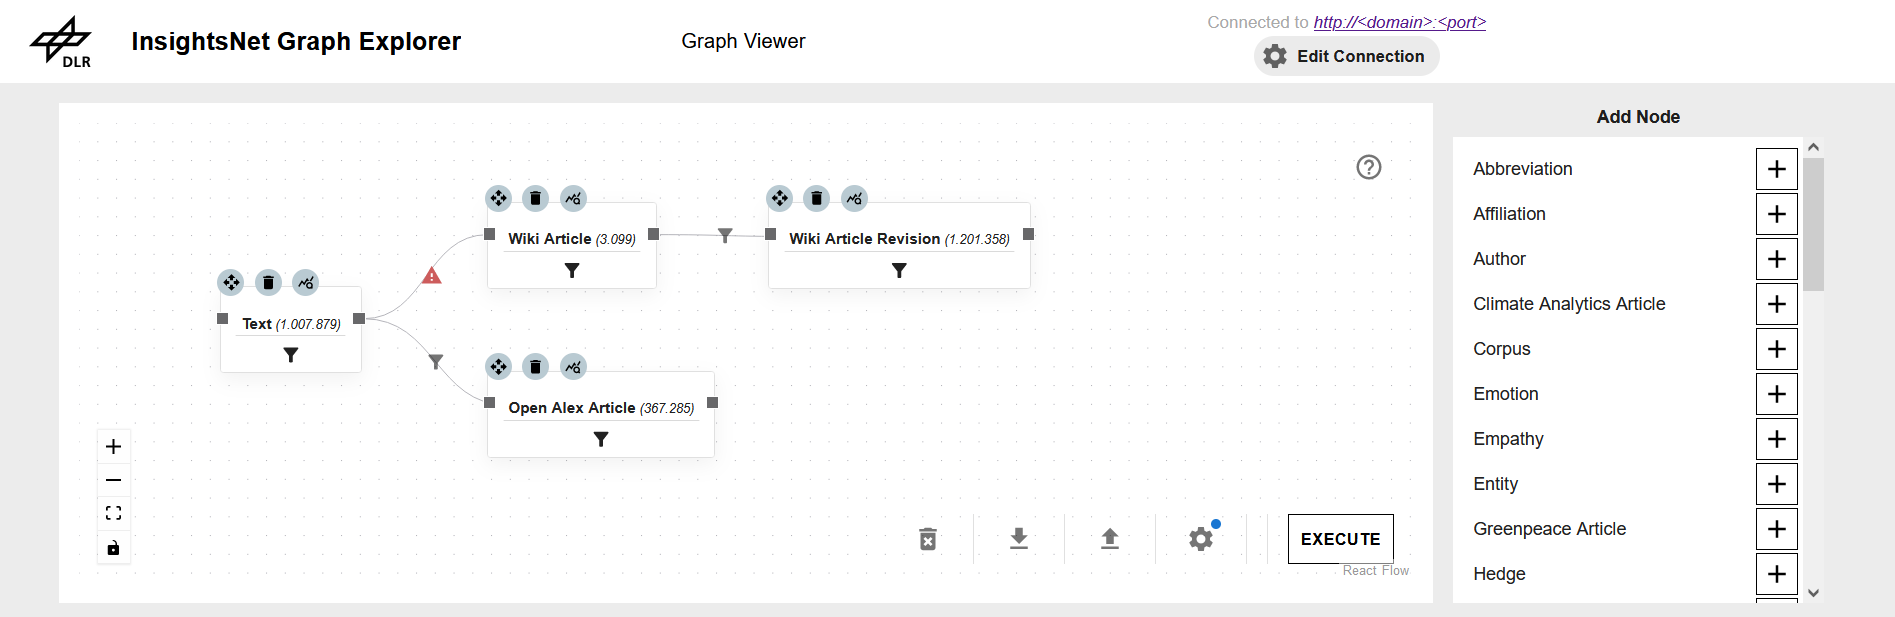 DLR
InsightsNet Graph Explorer
Graph Viewer
Connected to http://<domain>:<port>
Edit Connection
Wiki Article (3.099)
Wiki Article Revision (1.201.358)
Text (1.007.879)
Open Alex Article (367.285)
EXECUTE
React Flow
Add Node
Abbreviation
Affiliation
Author
Climate Analytics Article
Corpus
Emotion
Empathy
Entity
Greenpeace Article
Hedge